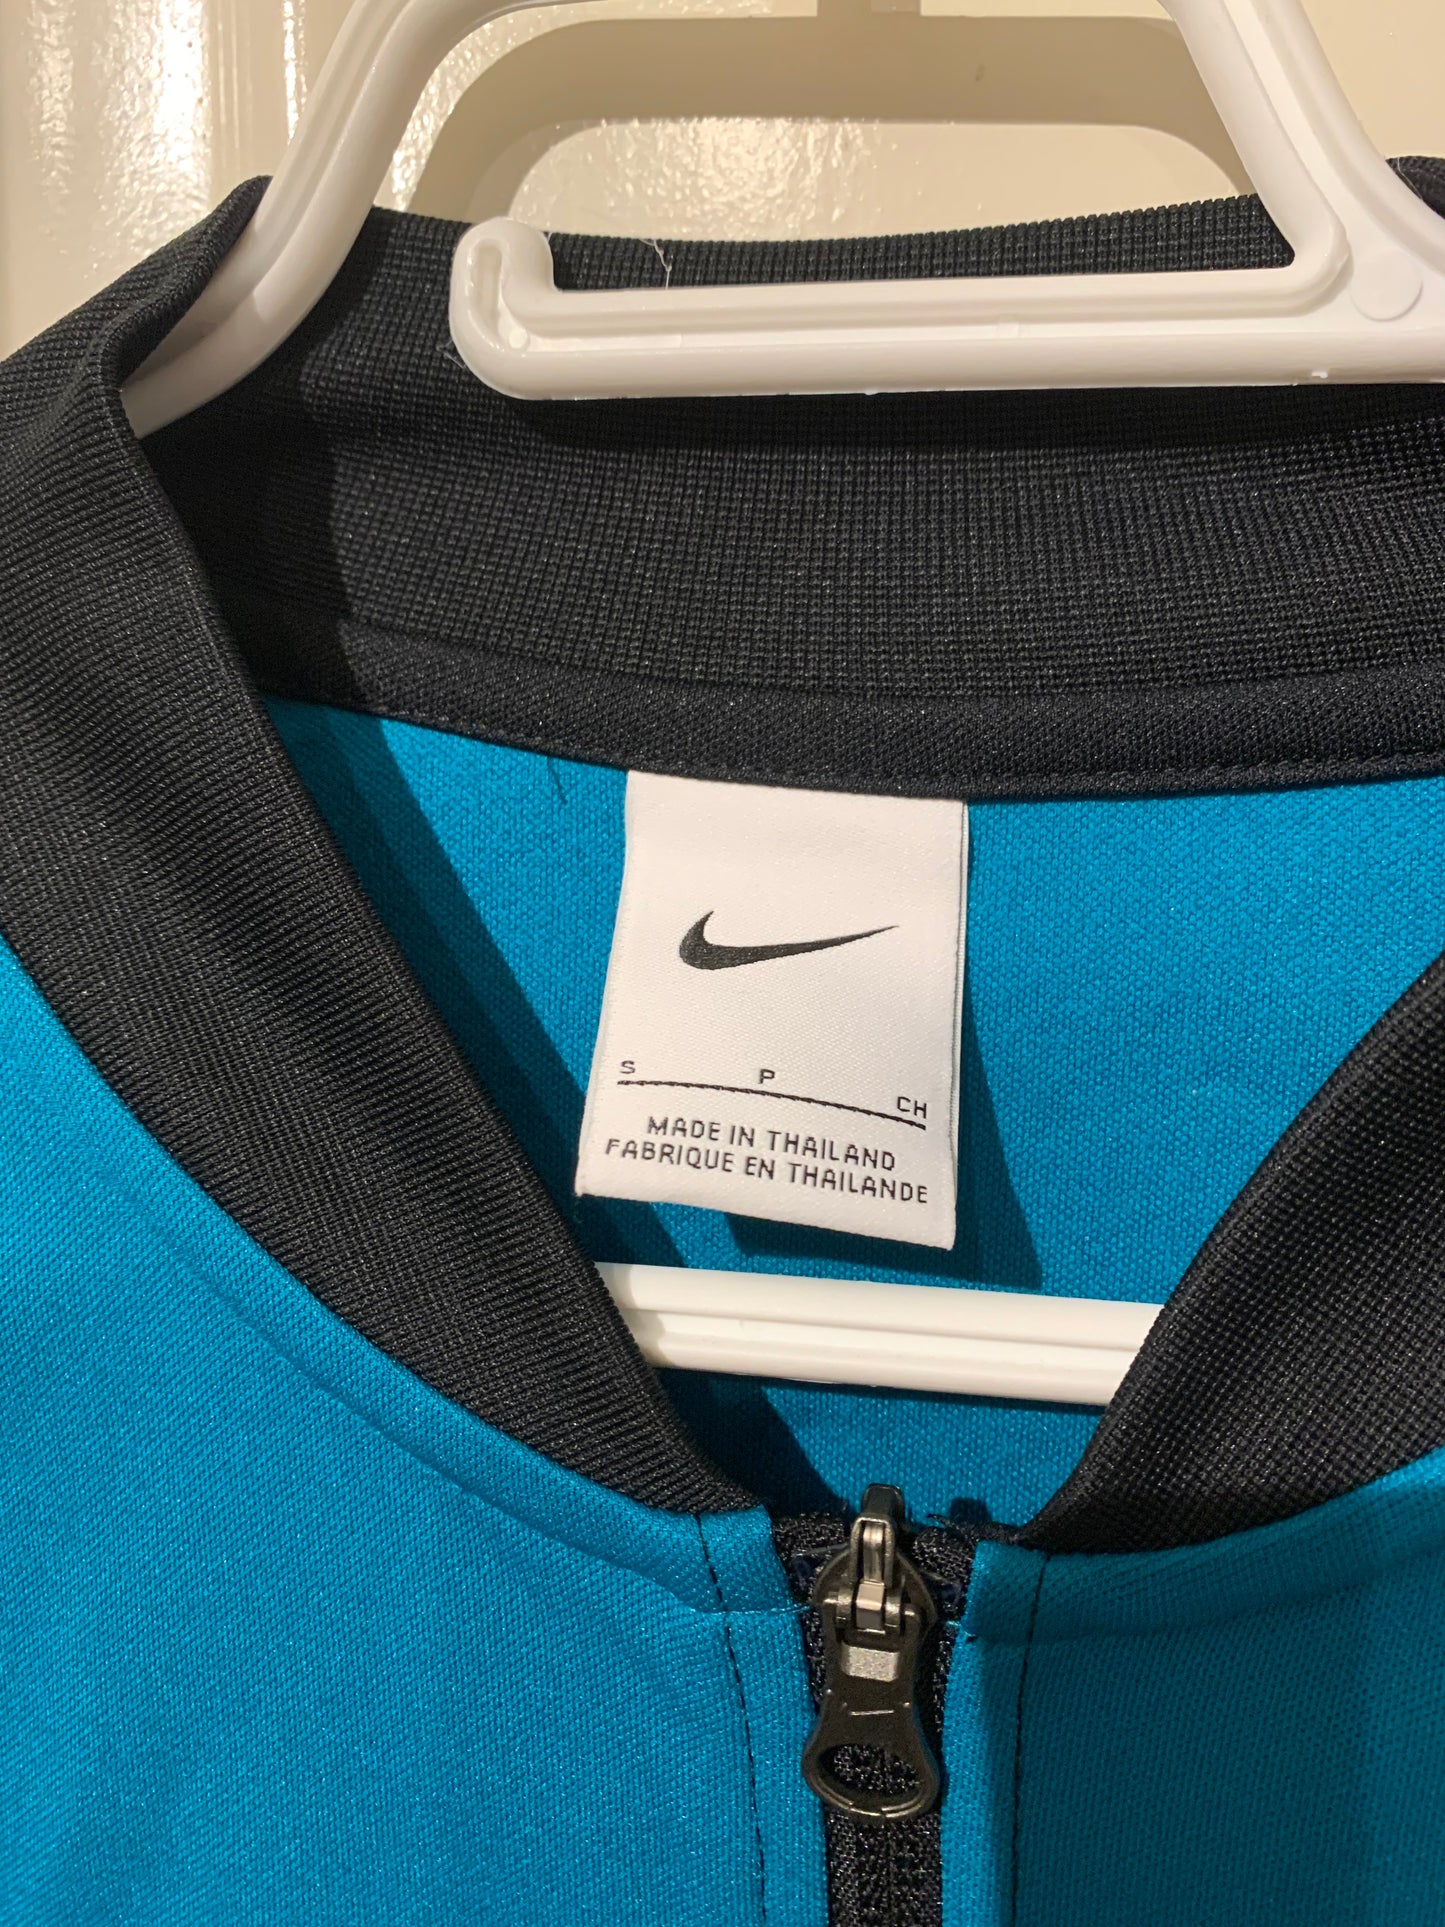 S P CH
MADE IN THAILAND
FABRIQUE EN THAILANDE